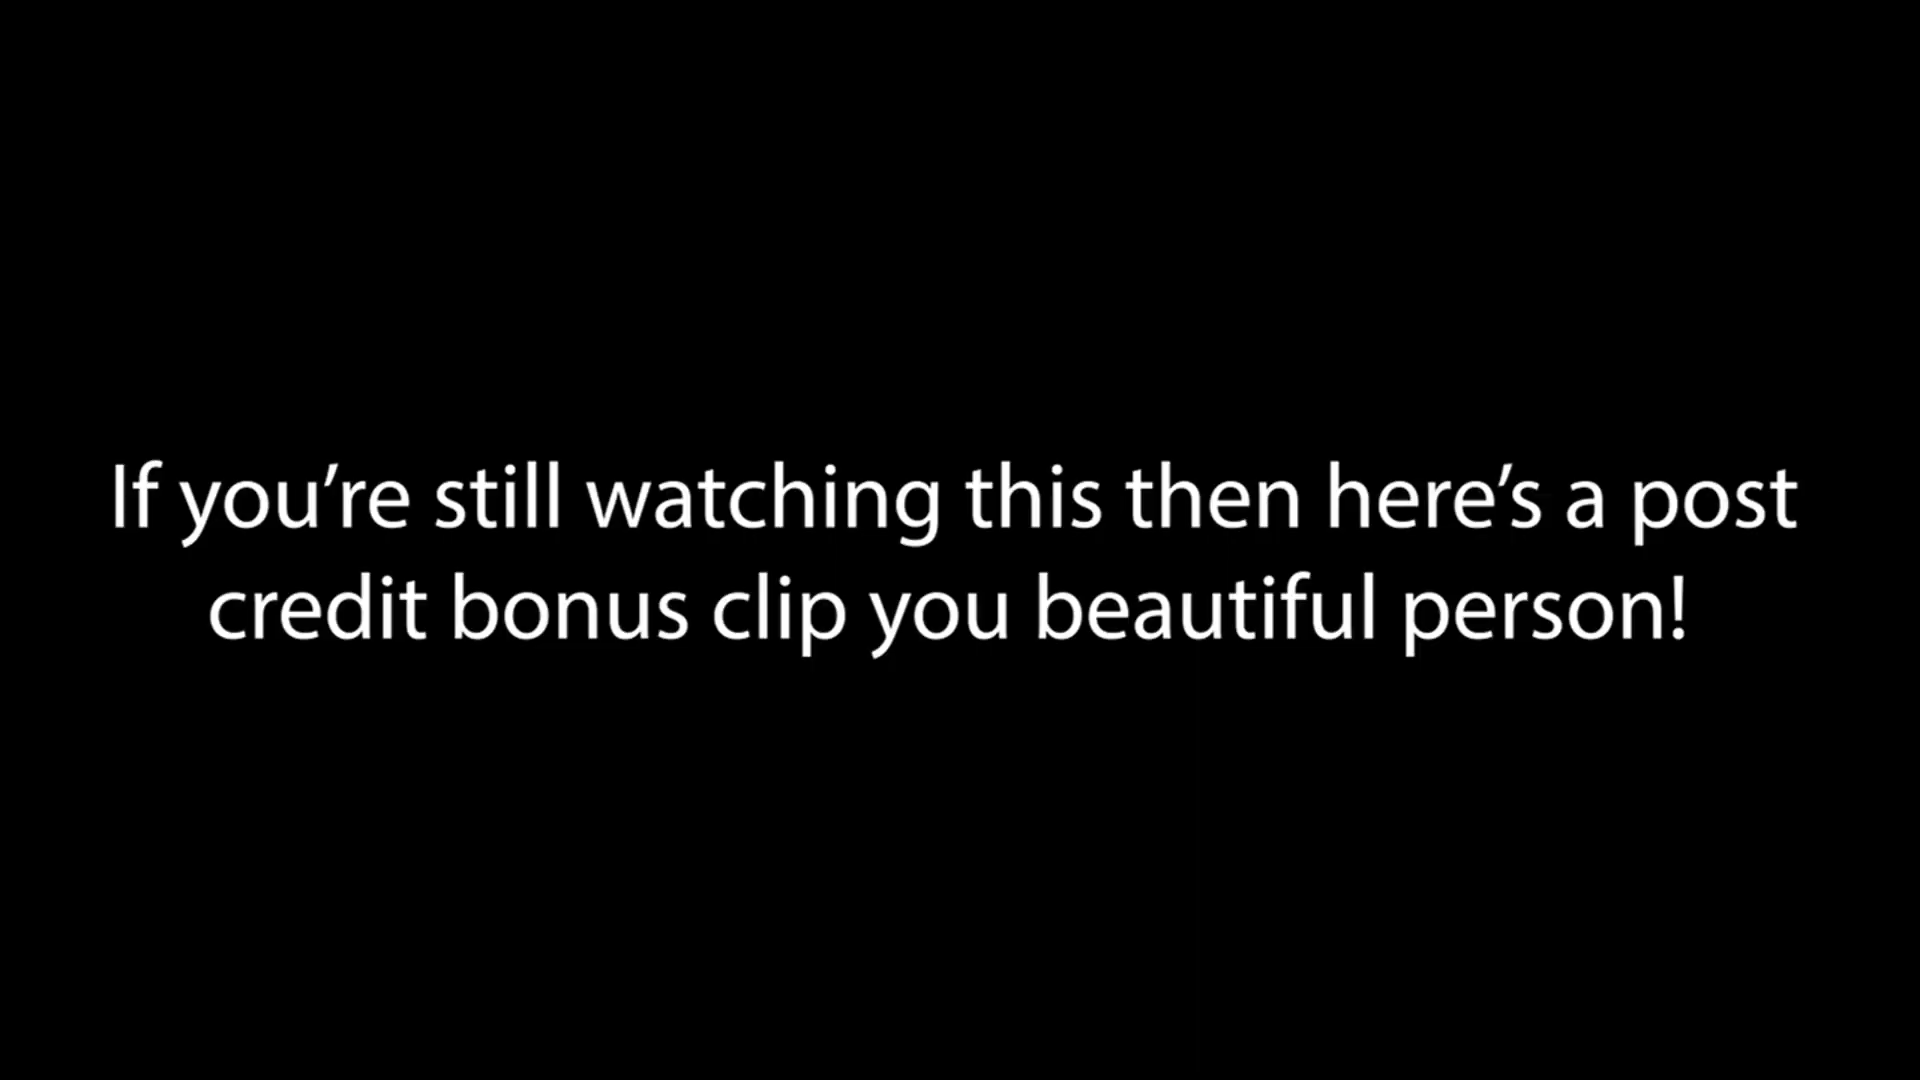 If you’re still watching this then here’s a post
credit bonus clip you beautiful person!